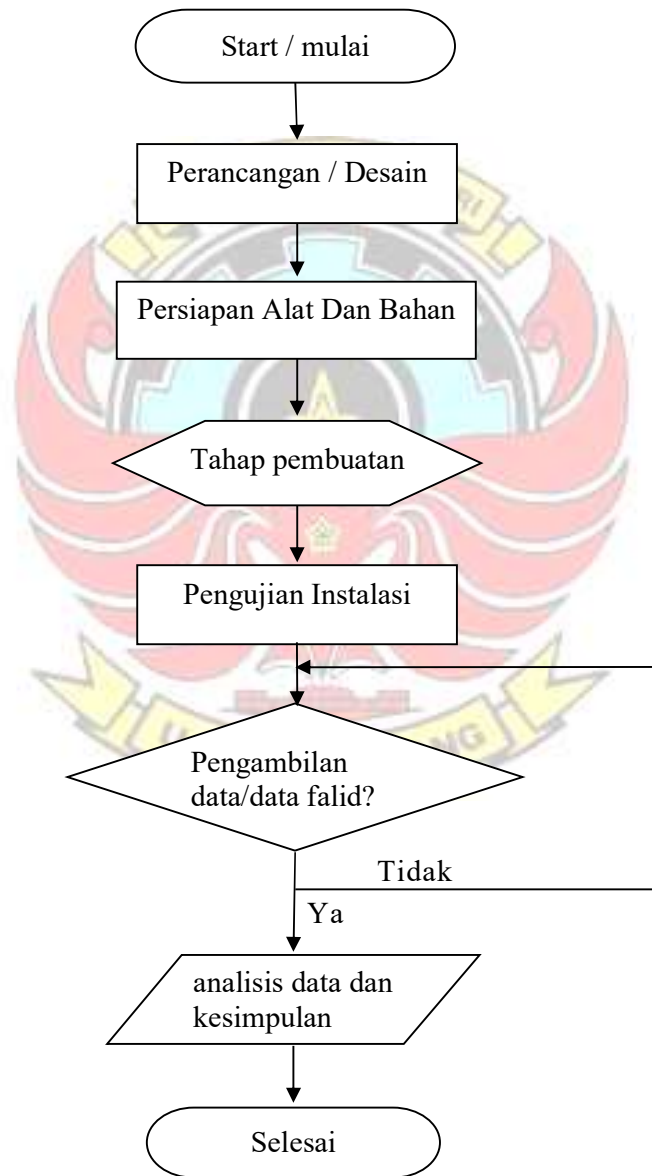 Start / mulai
Perancangan / Desain
Persiapan Alat Dan Bahan
Tahap pembuatan
Pengujian Instalasi
Pengambilan
data/data falid?
Tidak
Ya
analisis data dan
kesimpulan
Selesai